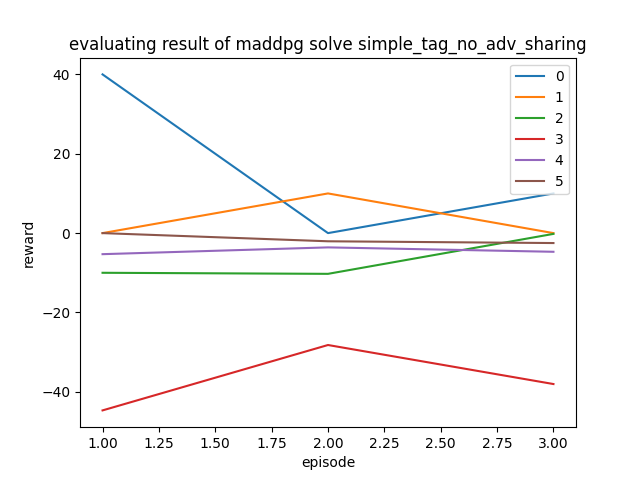 evaluating result of maddpg solve simple_tag_no_adv_sharing
40
20
0
−20
−40
reward
0
1
2
3
4
5
1.00 1.25 1.50 1.75 2.00 2.25 2.50 2.75 3.00
episode